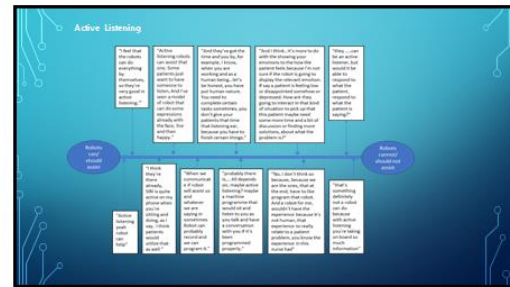 Active Listening
"I feel that
the robots
can do
everything
by
themselves,
so they're
very good in
active
listening."
"Active
listening robots
can assist that
one. Some
patients just
want to have
someone to
listen. And I've
seen a model of
robot that
can do some
expressions
already with
the face, like
and then
happy."
"And they've got the
time and you by, for
example, I know,
when you are
working and as a
human being, let's
be honest, you have
put human nature.
You need to
complete certain
tasks sometimes, you
don't give your
patients that time
that listening ear,
because you have to
finish certain things."
"And I think, it's more to do
with the showing your
emotions to the how the
patient feels because I'm not
sure if the robot is going to
display the relevant emotion.
If say a patient is feeling low
or disappointed somehow or
depressed. How are they
going to interact in that kind
of situation to pick up that
this patient maybe need
some more time and a bit of
discussion or finding more
solutions, about what the
problem is?"
"they ....can
be an active
listener, but
would it be
able to
respond to
what the
patient,
respond to
what the
patient is
saying?"
Robots
can/
should
assist
Robots
cannot/
should not
assist
"Active
listening
yeah
robot
can
help"
"I think
they're
there
already,
is quite
active on my
phone when
I'm
sitting and
doing, as I
say. I think
patients
would
utilize that
as well."
"When we
communicat
e if robot
will assist us
and
whatever
we are
saying in
sometimes
Robot can
probably
record and
we can
program it."
"probably there
is.... All depends
on, maybe active
listening? maybe
a machine
programme that
would sit and
listen to you as
you talk and have
a conversation
with you if it's
been
programmed
properly."
"No, I don't think so
because, because we
are the ones, that at
the end, have to like
program that robot.
And a robot for me,
wouldn't have the
experience because it's
not human, that
experience to really
relate to a patient
problem, you know the
experience in this
nurse had"
"that's
something
definitely
not a robot
can do
because
with active
listening
you're taking
on board so
much
information"